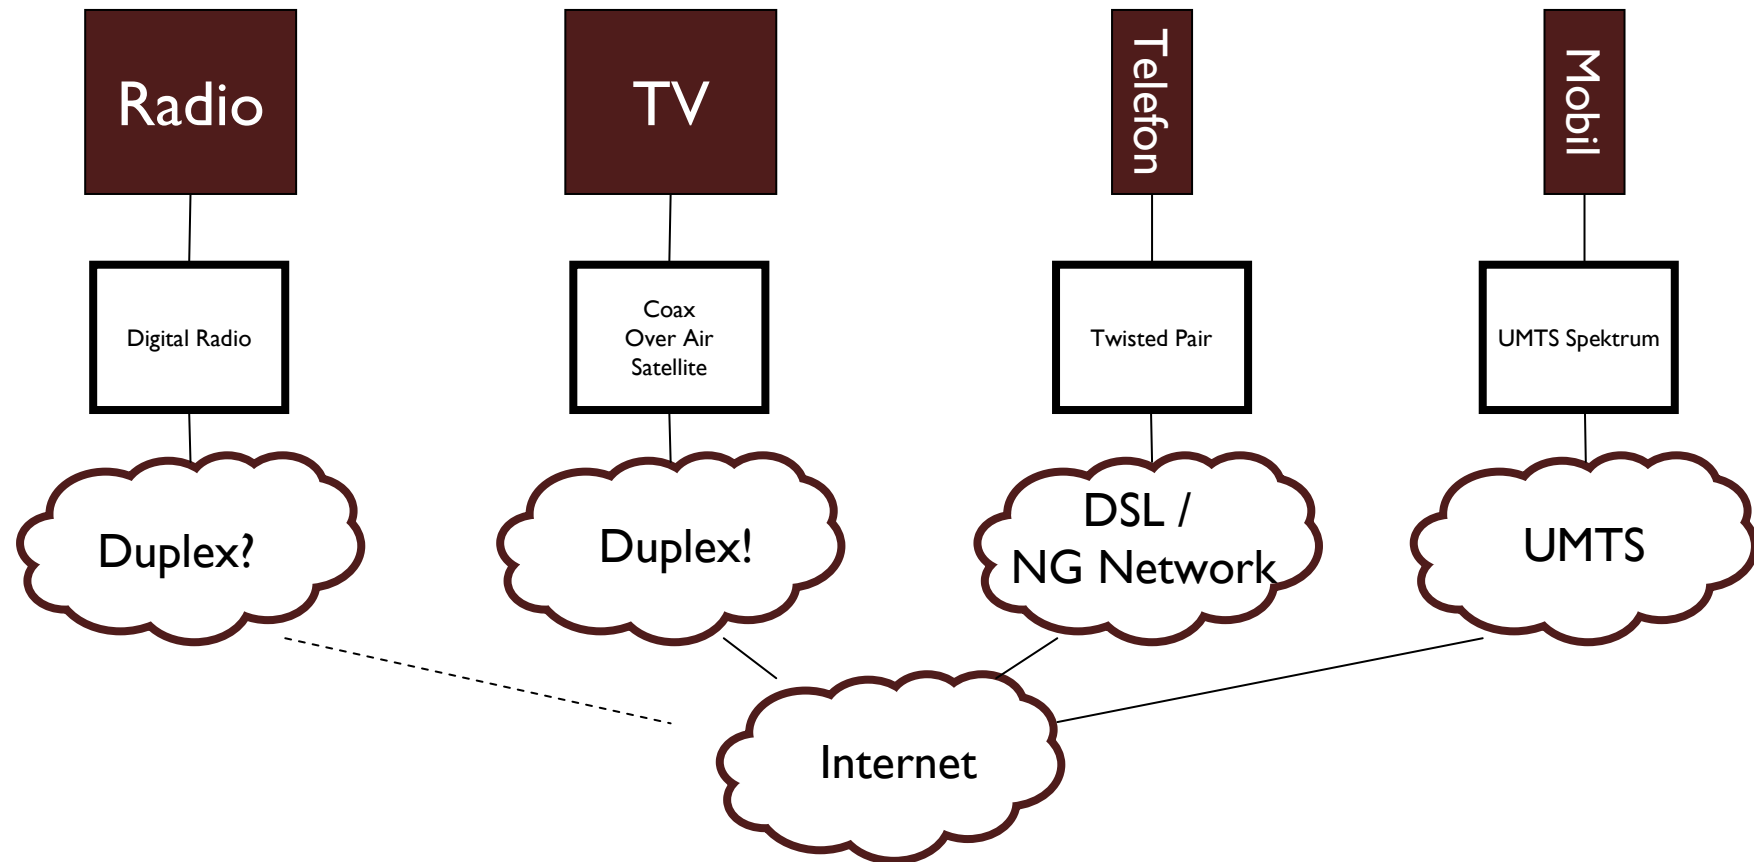 Radio
TV
Telefon
Mobil
Digital Radio
Coax
Over Air
Satellite
Twisted Pair
UMTS Spektrum
Duplex?
Duplex!
DSL /
NG Network
UMTS
Internet